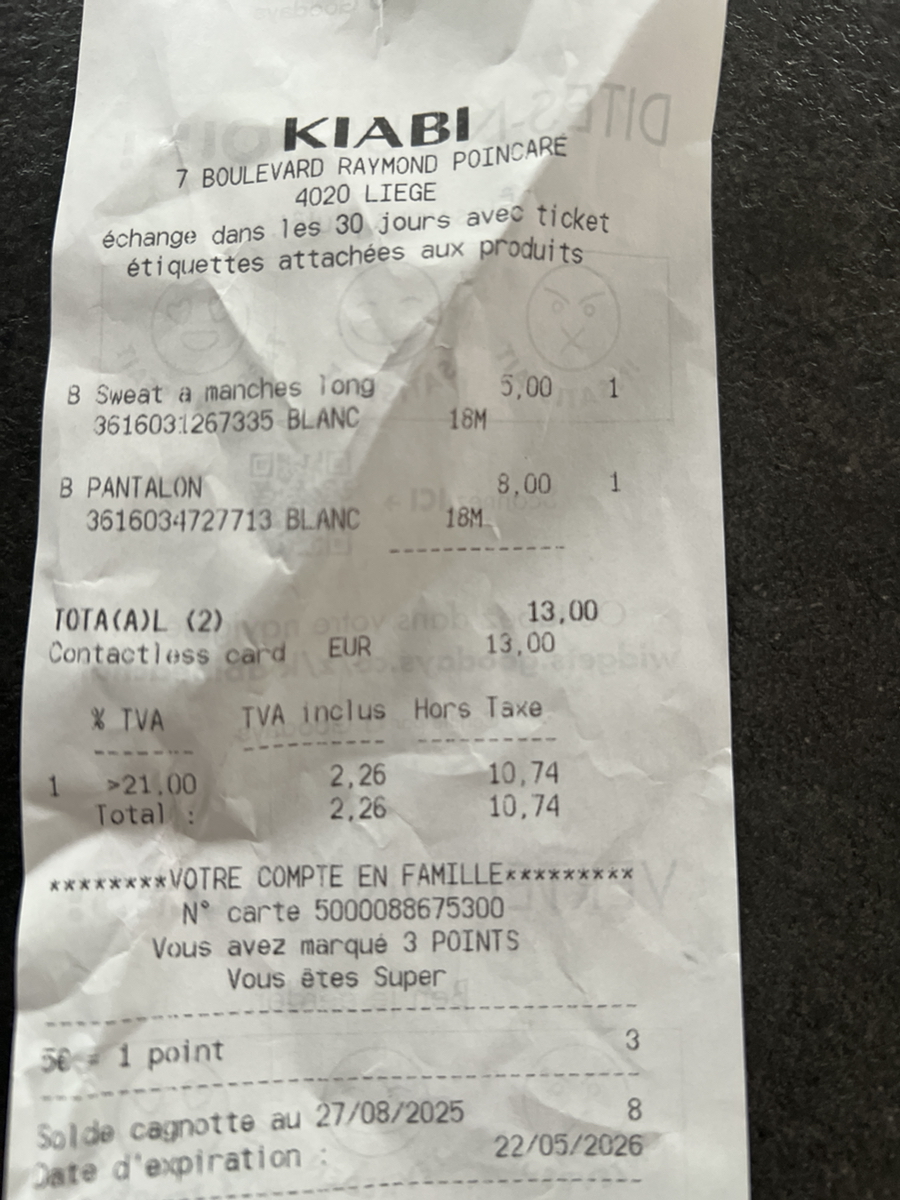 KIABI
7 BOULEVARD RAYMOND POINCARE
4020 LIEGE
échange dans les 30 jours avec ticket
étiquettes attachées aux produits
B Sweat a manches long 5,00 1
3616031267335 BLANC 18M
B PANTALON 8,00 1
3616034727713 BLANC 18M
------------
TOTA(A)L (2) 13,00
Contactless card EUR 13,00
% TVA TVA inclus Hors Taxe
------- ---------- ----------
1 >21,00 2,26 10,74
Total : 2,26 10,74
********VOTRE COMPTE EN FAMILLE*********
N° carte 5000088675300
Vous avez marqué 3 POINTS
Vous êtes Super
----------------------------------------
5€ = 1 point 3
----------------------------------------
Solde cagnotte au 27/08/2025 8
Date d'expiration : 22/05/2026
----------------------------------------